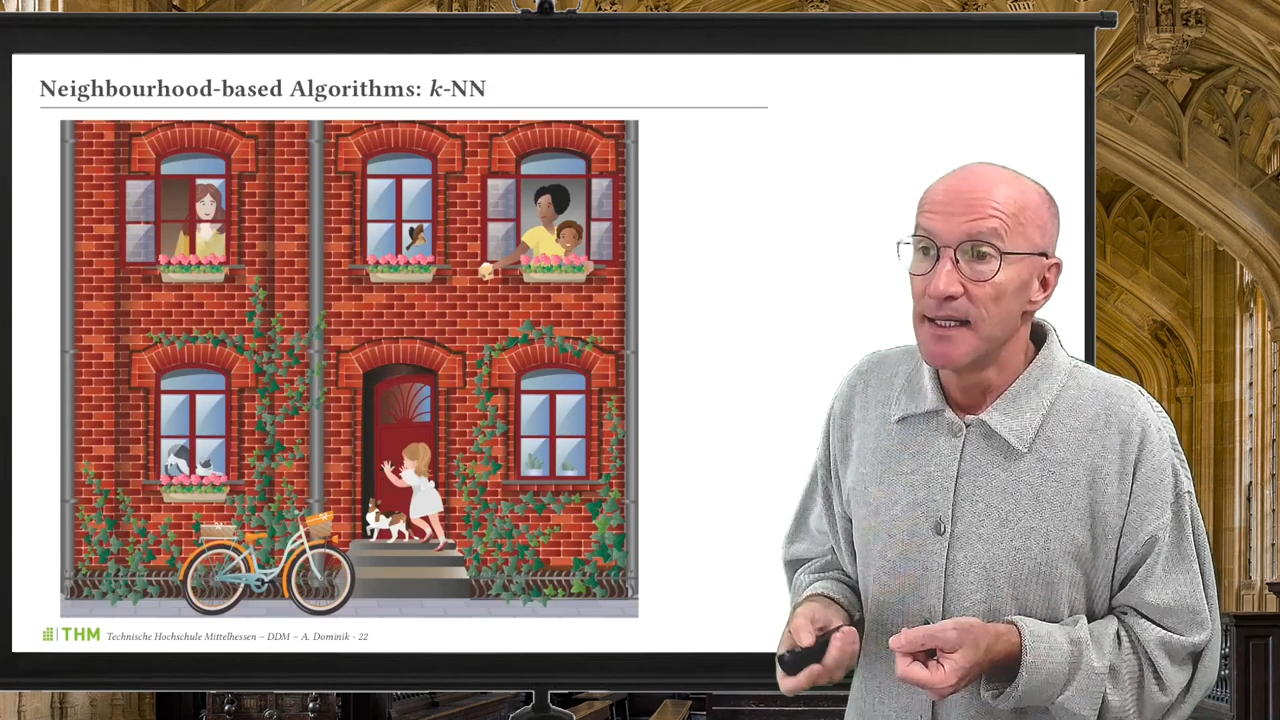 Neighbourhood-based Algorithms: k-NN
THM Technische Hochschule Mittelhessen – DDM – A. Dominik - 22